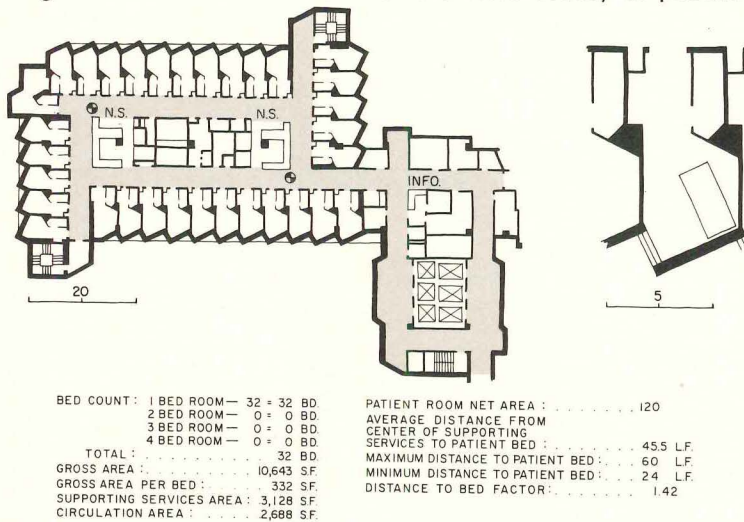 N.S.
N.S.
INFO.
20
5
BED COUNT: 1 BED ROOM — 32 = 32 BD.
2 BED ROOM — 0 = 0 BD.
3 BED ROOM — 0 = 0 BD.
4 BED ROOM — 0 = 0 BD.
TOTAL: . . . . . . . . . . 32 BD.
GROSS AREA: . . . . . . . . 10,643 S.F.
GROSS AREA PER BED: . . . . . 332 S.F.
SUPPORTING SERVICES AREA: 3,128 S.F.
CIRCULATION AREA: . . . . . 2,688 S.F.
PATIENT ROOM NET AREA: . . . . . . . 120
AVERAGE DISTANCE FROM
CENTER OF SUPPORTING
SERVICES TO PATIENT BED: . . . . . . 45.5 L.F.
MAXIMUM DISTANCE TO PATIENT BED: . . . 60 L.F.
MINIMUM DISTANCE TO PATIENT BED: . . . 24 L.F.
DISTANCE TO BED FACTOR: . . . . . . 1.42